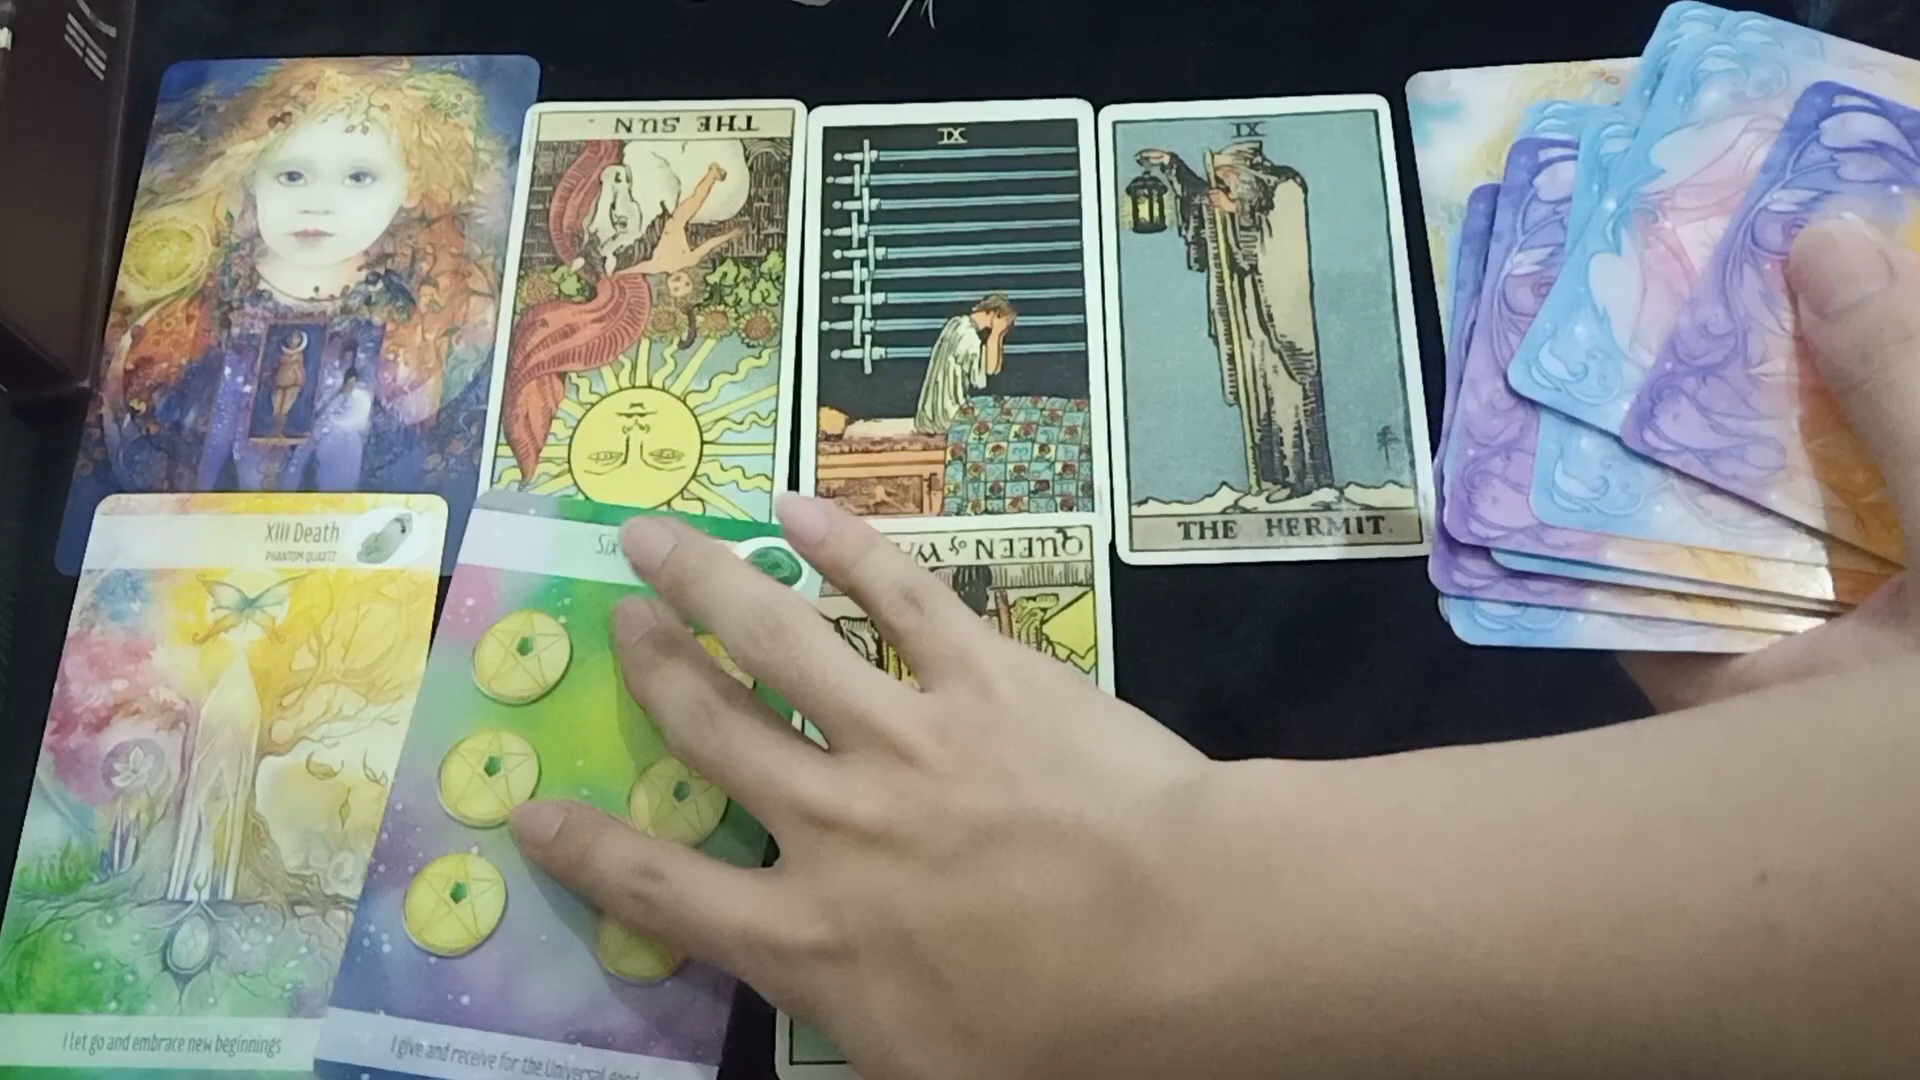 THE SUN
IX
IX
THE HERMIT.
XIII Death
PHANTOM QUARTZ
QUEEN of
I let go and embrace new beginnings
I give and receive for the Universal good